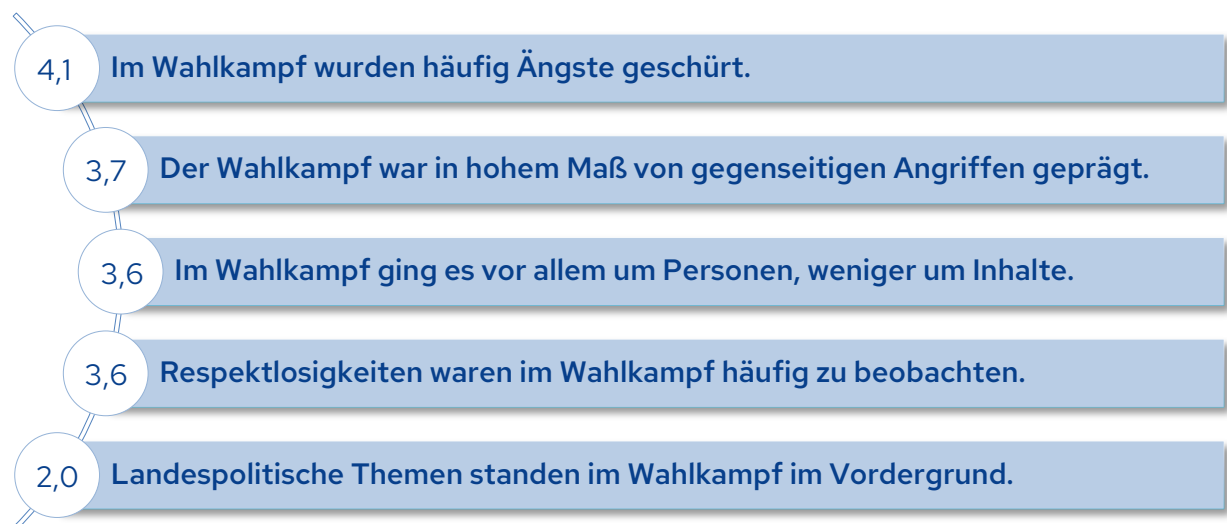 4,1 Im Wahlkampf wurden häufig Ängste geschürt.
3,7 Der Wahlkampf war in hohem Maß von gegenseitigen Angriffen geprägt.
3,6 Im Wahlkampf ging es vor allem um Personen, weniger um Inhalte.
3,6 Respektlosigkeiten waren im Wahlkampf häufig zu beobachten.
2,0 Landespolitische Themen standen im Wahlkampf im Vordergrund.